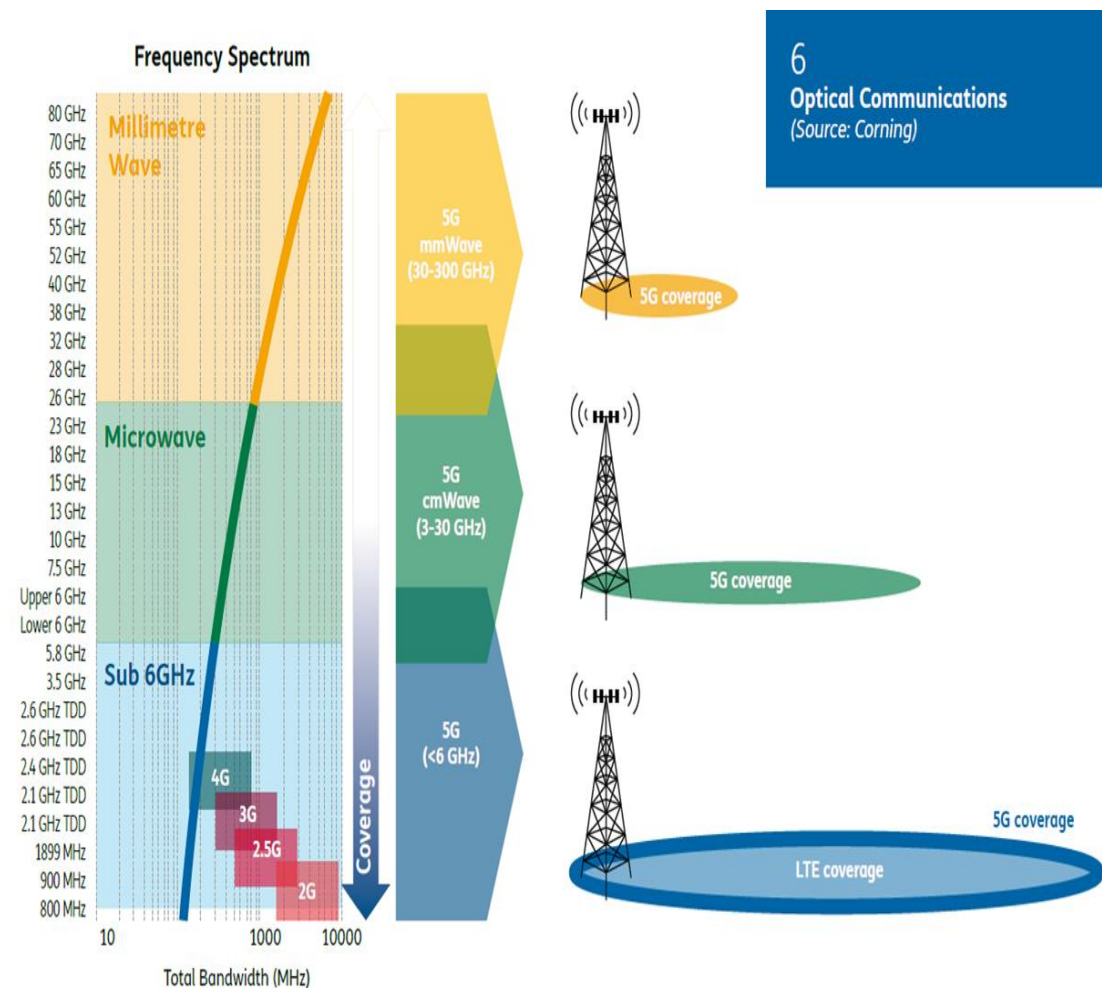 Frequency Spectrum
6
Optical Communications
(Source: Corning)
80 GHz
70 GHz
65 GHz
60 GHz
55 GHz
52 GHz
40 GHz
38 GHz
32 GHz
28 GHz
26 GHz
23 GHz
18 GHz
15 GHz
13 GHz
10 GHz
7.5 GHz
Upper 6 GHz
Lower 6 GHz
5.8 GHz
3.5 GHz
2.6 GHz TDD
2.6 GHz TDD
2.4 GHz TDD
2.1 GHz TDD
2.1 GHz TDD
1899 MHz
900 MHz
800 MHz
Millimetre
Wave
Microwave
Sub 6GHz
4G
3G
2.5G
2G
10
1000
10000
Total Bandwidth (MHz)
Coverage
5G
mmWave
(30-300 GHz)
5G
cmWave
(3-30 GHz)
5G
(<6 GHz)
5G coverage
5G coverage
5G coverage
LTE coverage